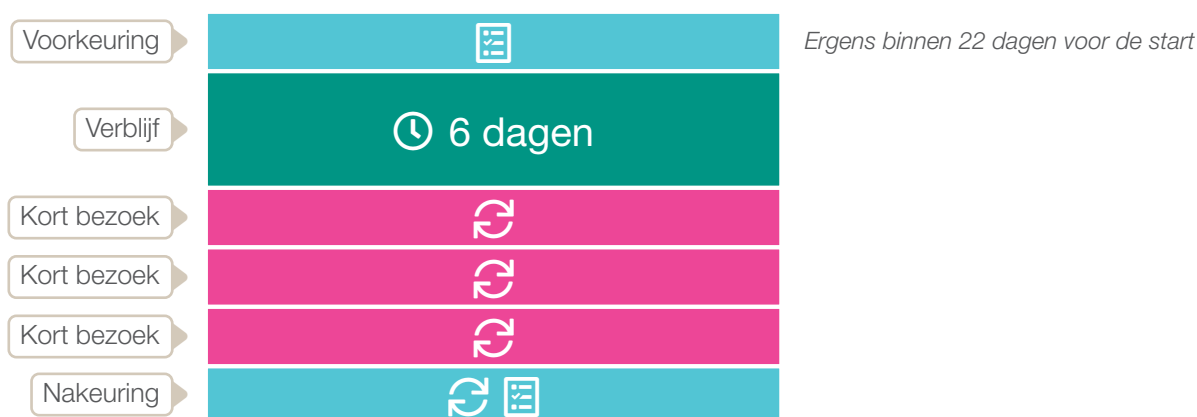 Voorkeuring
Ergens binnen 22 dagen voor de start
Verblijf
6 dagen
Kort bezoek
Kort bezoek
Kort bezoek
Nakeuring